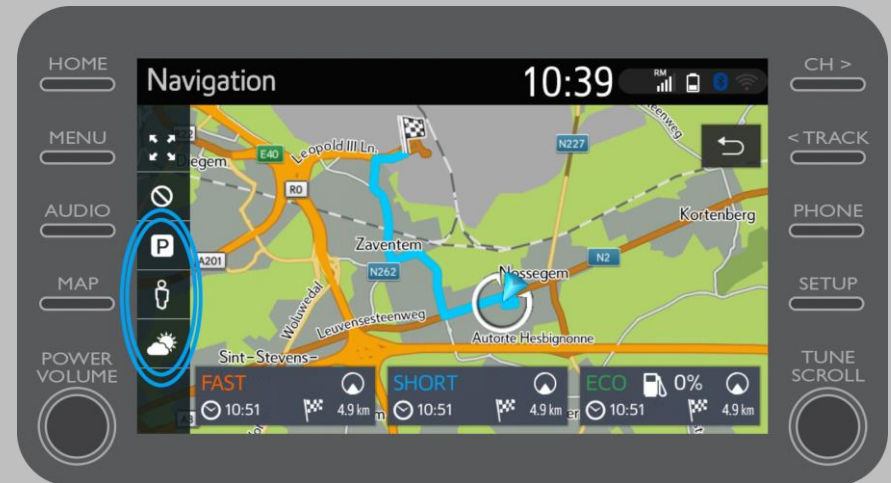 HOME
MENU
AUDIO
MAP
POWER
VOLUME
CH >
< TRACK
PHONE
SETUP
TUNE
SCROLL
Navigation
10:39
RM
P
E40
Leopold III Ln.
N227
R0
Kortenberg
A201
Zaventem
N262
Nossegem
N2
Woluwedal
Leuvensesteenweg
Autorte Hesbignonne
Sint-Stevens-
FAST
10:51
4.9 km
SHORT
10:51
4.9 km
ECO
0%
10:51
4.9 km